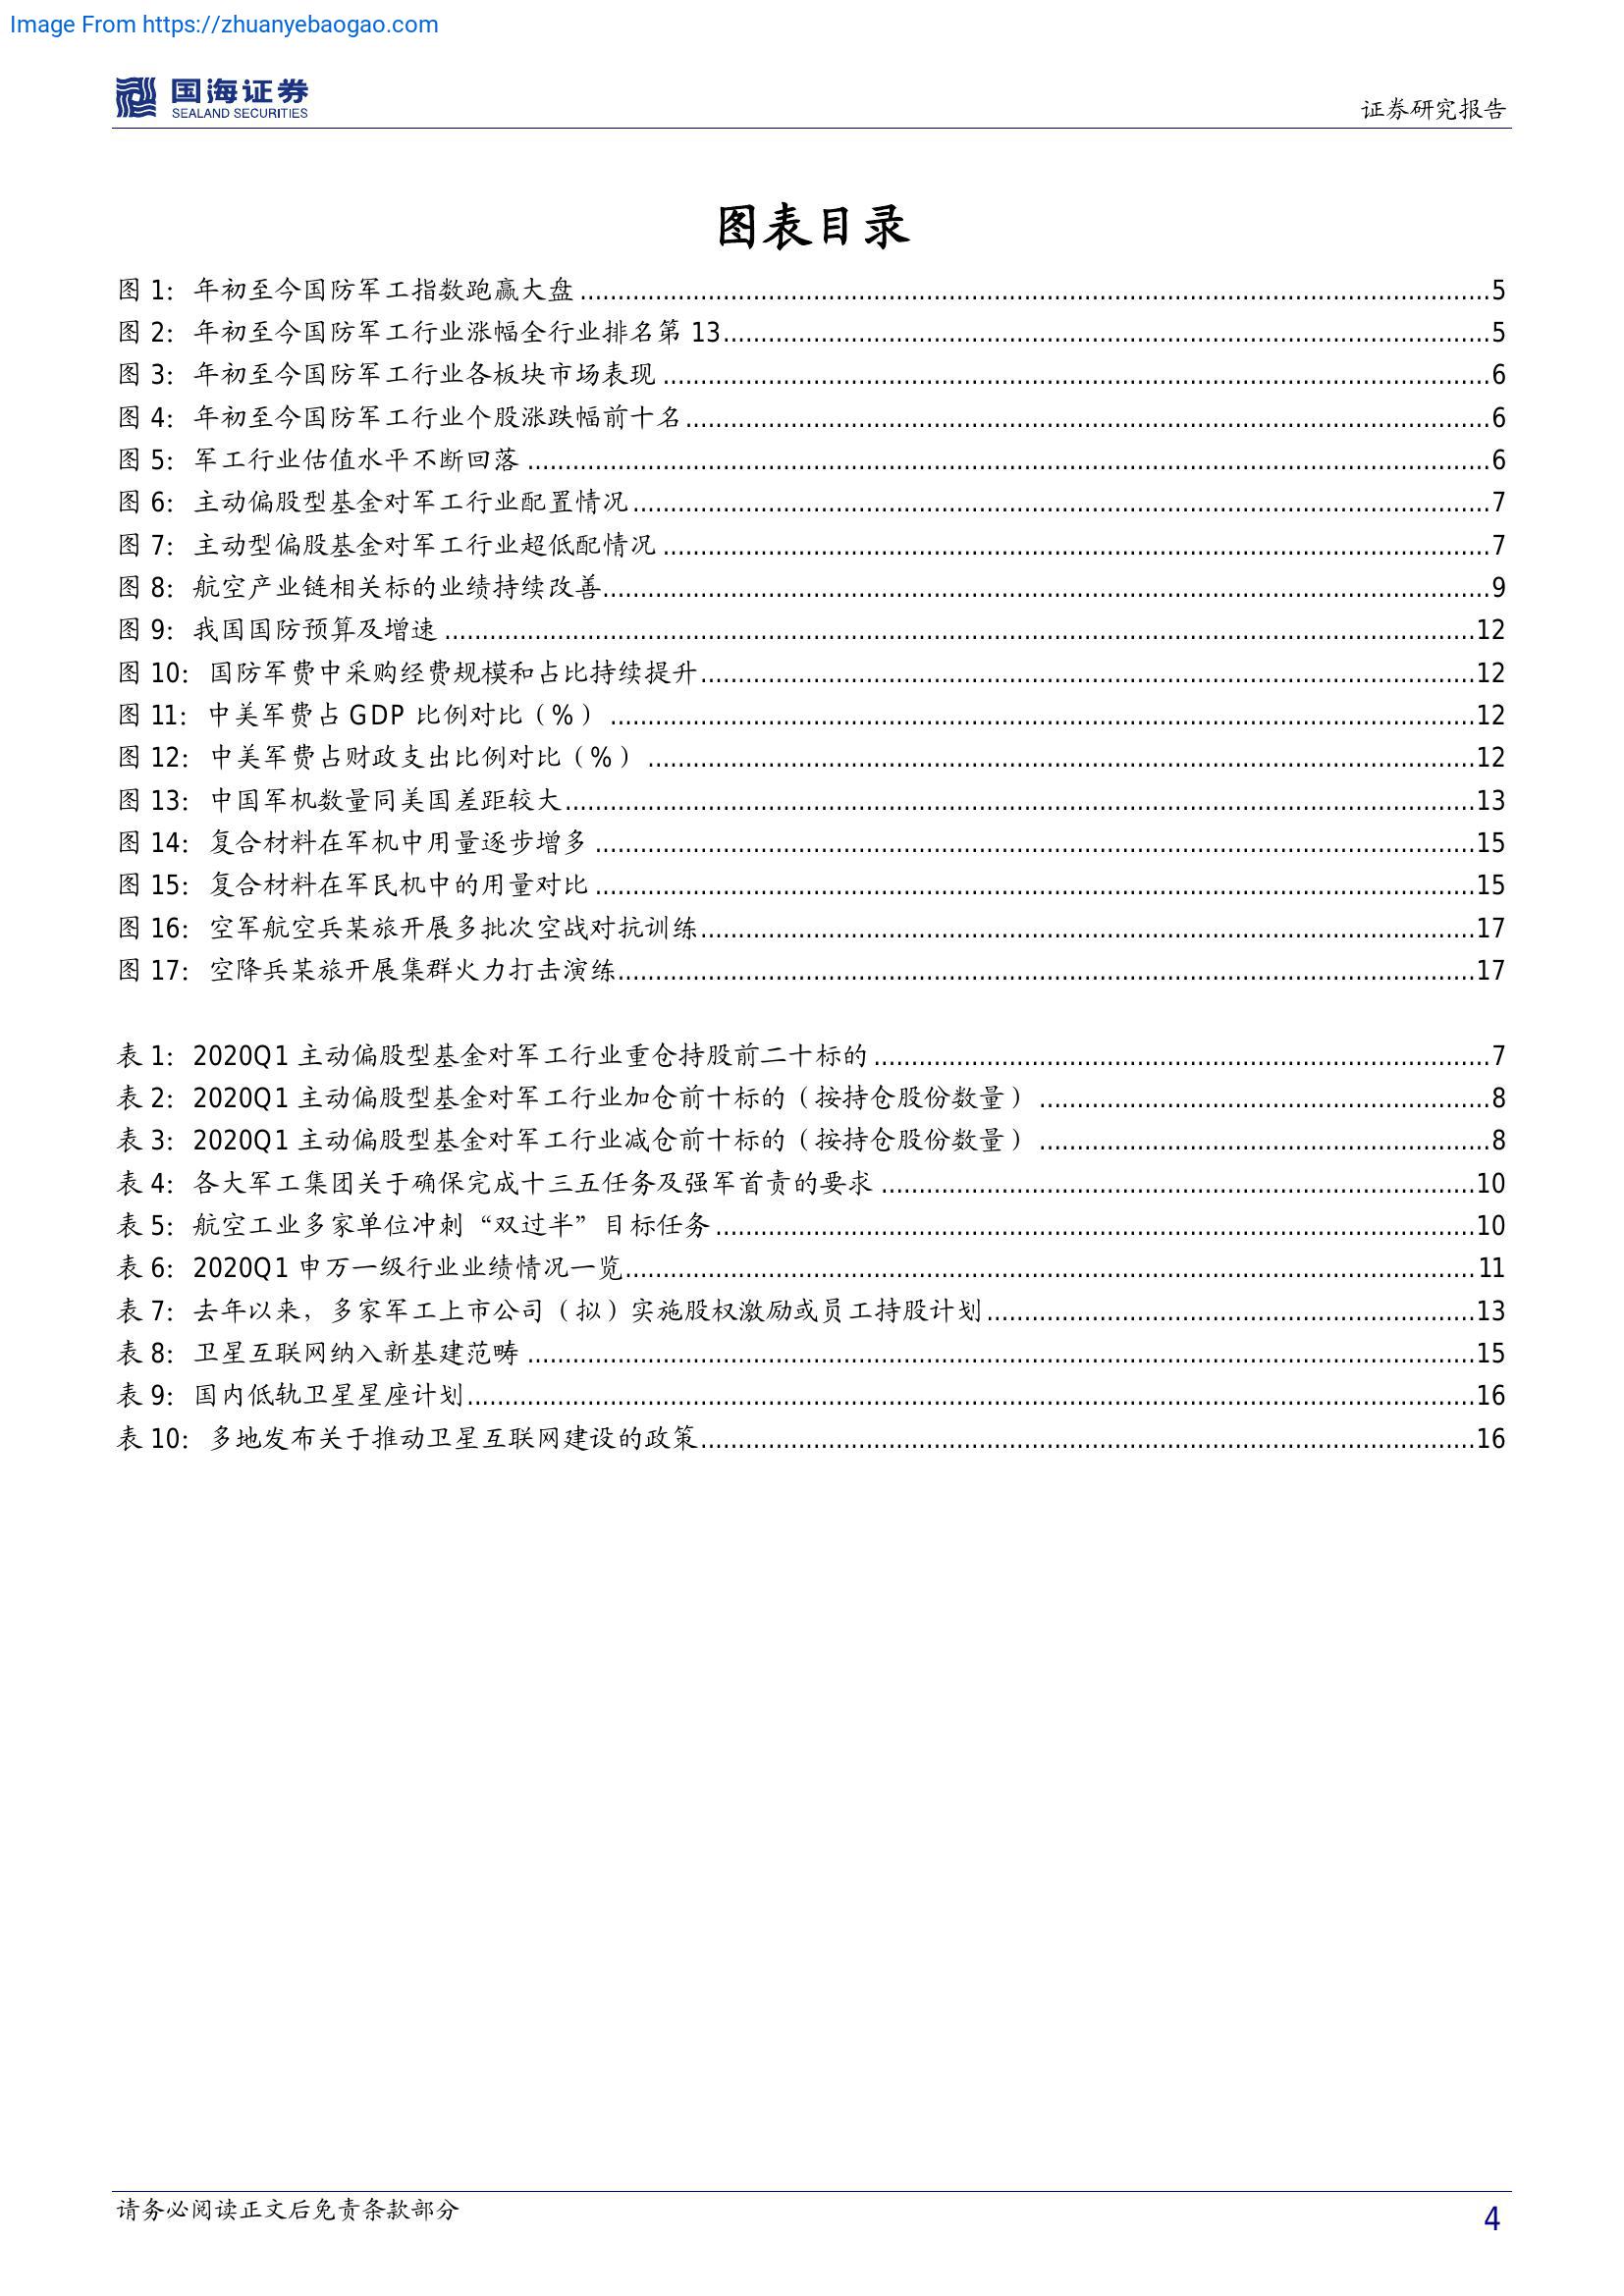 Image From https://zhuanyebaogao.com
国海证券
SEALAND SECURITIES
证券研究报告
图表目录
图 1：年初至今国防军工指数跑赢大盘 ........ 5
图 2：年初至今国防军工行业涨幅全行业排名第 13 ........ 5
图 3：年初至今国防军工行业各板块市场表现 ........ 6
图 4：年初至今国防军工行业个股涨跌幅前十名 ........ 6
图 5：军工行业估值水平不断回落 ........ 6
图 6：主动偏股型基金对军工行业配置情况 ........ 7
图 7：主动型偏股基金对军工行业超低配情况 ........ 7
图 8：航空产业链相关标的业绩持续改善 ........ 9
图 9：我国国防预算及增速 ........ 12
图 10：国防军费中采购经费规模和占比持续提升 ........ 12
图 11：中美军费占 GDP 比例对比（%） ........ 12
图 12：中美军费占财政支出比例对比（%） ........ 12
图 13：中国军机数量同美国差距较大 ........ 13
图 14：复合材料在军机中用量逐步增多 ........ 15
图 15：复合材料在军民机中的用量对比 ........ 15
图 16：空军航空兵某旅开展多批次空战对抗训练 ........ 17
图 17：空降兵某旅开展集群火力打击演练 ........ 17
表 1：2020Q1 主动偏股型基金对军工行业重仓持股前二十标的 ........ 7
表 2：2020Q1 主动偏股型基金对军工行业加仓前十标的（按持仓股份数量） ........ 8
表 3：2020Q1 主动偏股型基金对军工行业减仓前十标的（按持仓股份数量） ........ 8
表 4：各大军工集团关于确保完成十三五任务及强军首责的要求 ........ 10
表 5：航空工业多家单位冲刺“双过半”目标任务 ........ 10
表 6：2020Q1 申万一级行业业绩情况一览 ........ 11
表 7：去年以来，多家军工上市公司（拟）实施股权激励或员工持股计划 ........ 13
表 8：卫星互联网纳入新基建范畴 ........ 15
表 9：国内低轨卫星星座计划 ........ 16
表 10：多地发布关于推动卫星互联网建设的政策 ........ 16
请务必阅读正文后免责条款部分
4